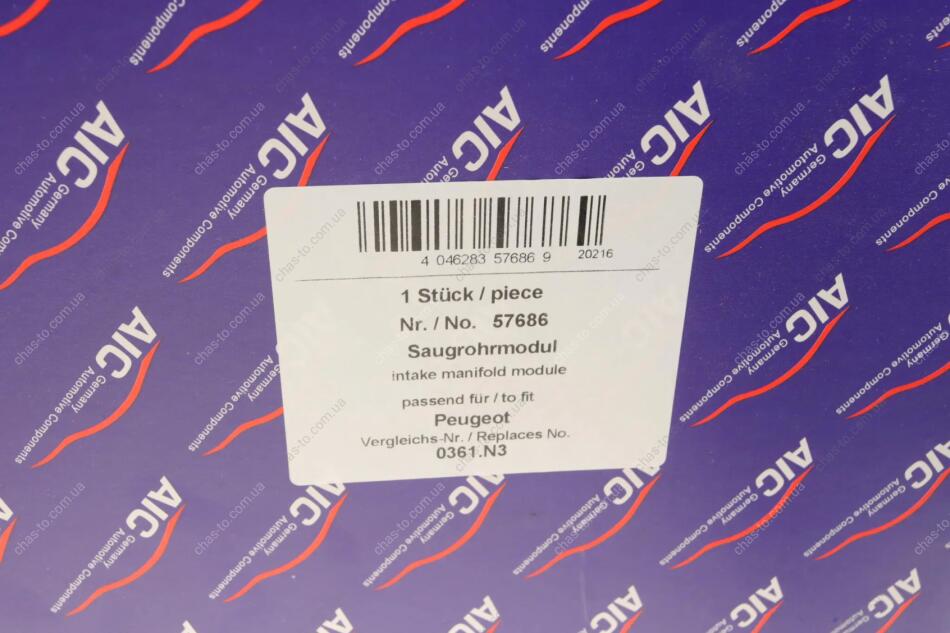 4 046283 57686 9 20216
1 Stück / piece
Nr. / No. 57686
Saugrohrmodul
intake manifold module
passend für / to fit
Peugeot
Vergleichs-Nr. / Replaces No.
0361.N3
AIC
Germany
Automotive Components
chas-to.com.ua